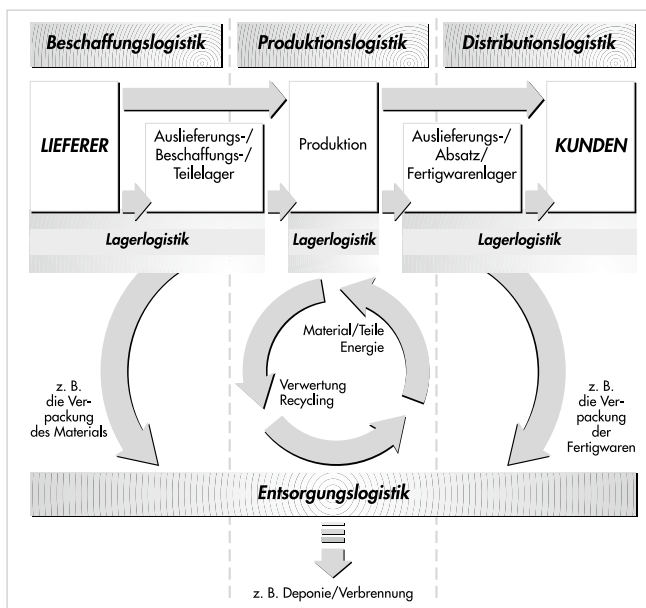 Beschaffungslogistik
Produktionslogistik
Distributionslogistik
LIEFERER
Auslieferungs-/
Beschaffungs-/
Teilelager
Produktion
Auslieferungs-/
Absatz/
Fertigwarenlager
KUNDEN
Lagerlogistik
Lagerlogistik
Lagerlogistik
Material/Teile
Energie
Verwertung
Recycling
z. B.
die Ver-
packung
des Materials
z. B.
die Ver-
packung
der
Fertigwaren
Entsorgungslogistik
z. B. Deponie/Verbrennung